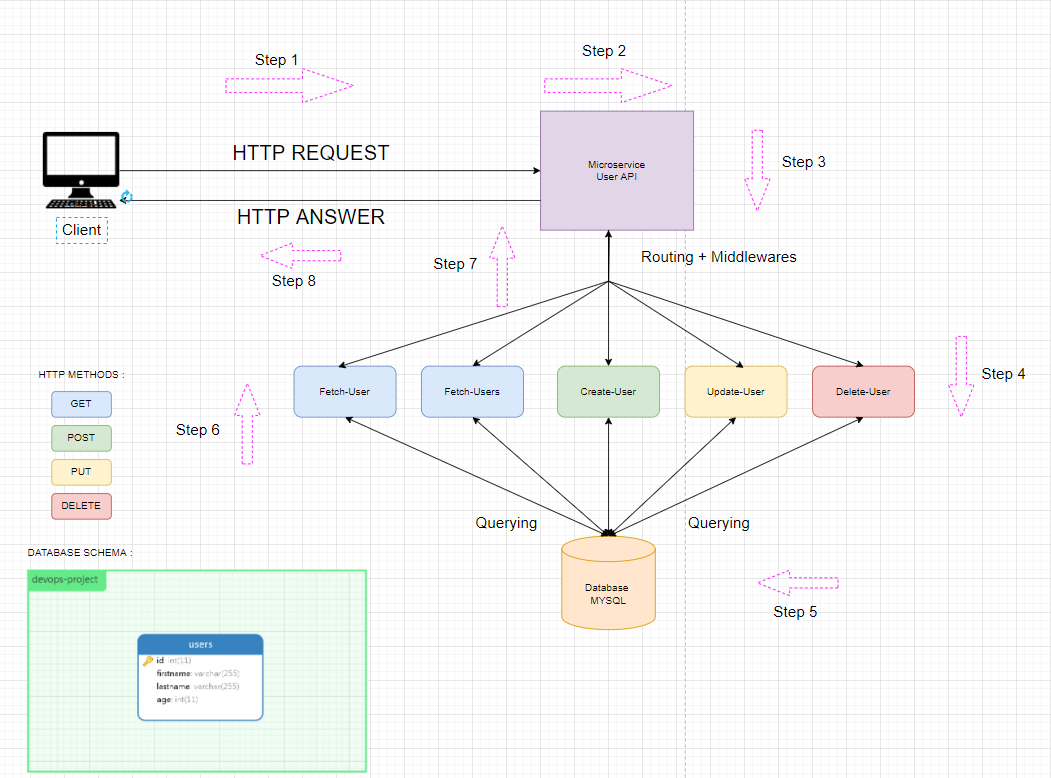 Step 1
Step 2
HTTP REQUEST
Microservice
User API
Step 3
HTTP ANSWER
Client
Step 7
Routing + Middlewares
Step 8
HTTP METHODS :
GET
POST
PUT
DELETE
Fetch-User
Fetch-Users
Create-User
Update-User
Delete-User
Step 4
Step 6
Querying
Querying
DATABASE SCHEMA :
devops-project
users
id: int(11)
firstname: varchar(255)
lastname: varchar(255)
age: int(11)
Database
MYSQL
Step 5